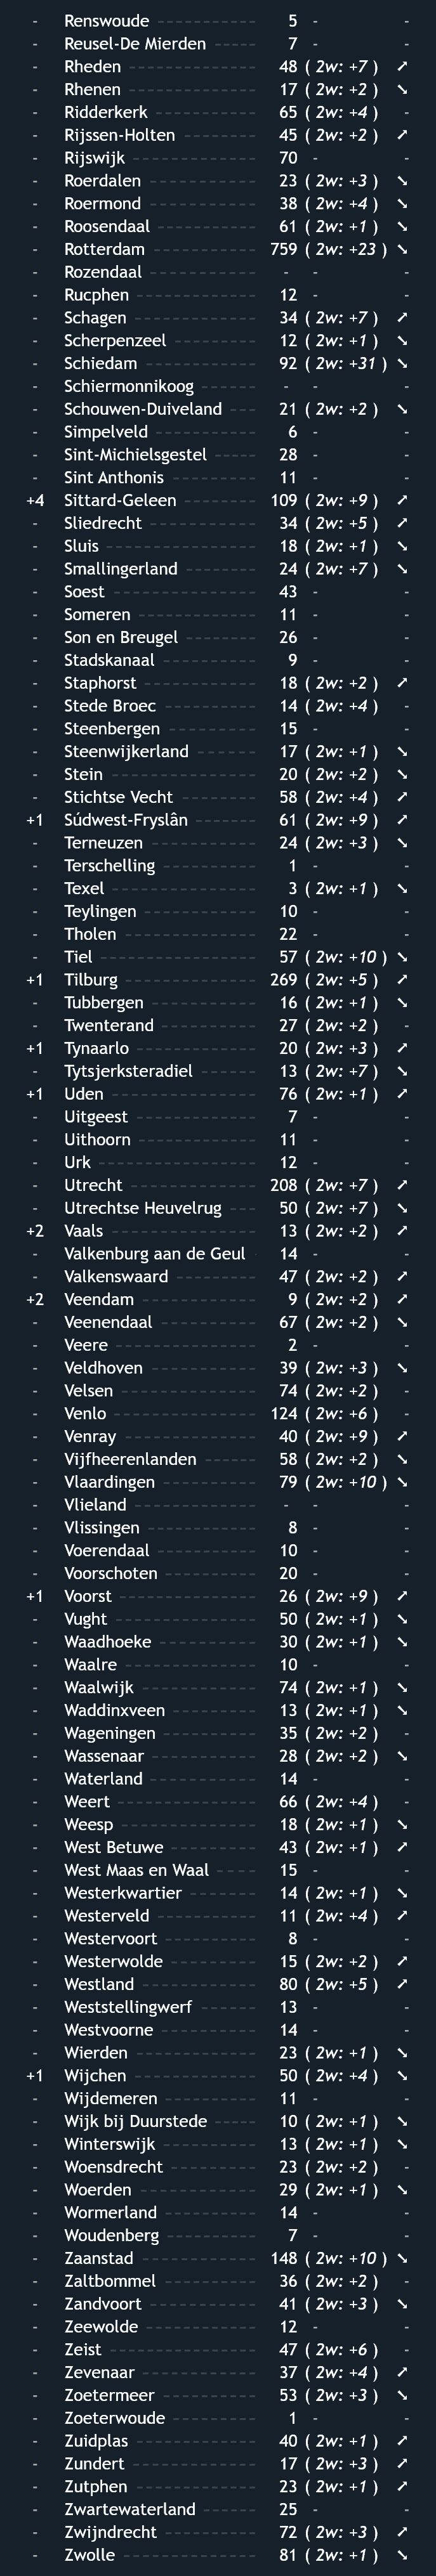 - Renswoude ---------- 5 - -
- Reusel-De Mierden ----- 7 - -
- Rheden ------------- 48 ( 2w: +7 ) ➚
- Rhenen ------------- 17 ( 2w: +2 ) ➘
- Ridderkerk ---------- 65 ( 2w: +4 ) -
- Rijssen-Holten -------- 45 ( 2w: +2 ) ➚
- Rijswijk ------------- 70 - -
- Roerdalen ----------- 23 ( 2w: +3 ) ➘
- Roermond ----------- 38 ( 2w: +4 ) ➘
- Roosendaal ---------- 61 ( 2w: +1 ) ➘
- Rotterdam ----------- 759 ( 2w: +23 ) ➘
- Rozendaal ----------- - - -
- Rucphen ------------ 12 - -
- Schagen ------------ 34 ( 2w: +7 ) ➚
- Scherpenzeel -------- 12 ( 2w: +1 ) ➘
- Schiedam ----------- 92 ( 2w: +31 ) ➘
- Schiermonnikoog ------ - - -
- Schouwen-Duiveland --- 21 ( 2w: +2 ) ➘
- Simpelveld ---------- 6 - -
- Sint-Michielsgestel ----- 28 - -
- Sint Anthonis --------- 11 - -
+4 Sittard-Geleen -------- 109 ( 2w: +9 ) ➚
- Sliedrecht ----------- 34 ( 2w: +5 ) ➚
- Sluis --------------- 18 ( 2w: +1 ) ➘
- Smallingerland -------- 24 ( 2w: +7 ) ➘
- Soest -------------- 43 - -
- Someren ------------ 11 - -
- Son en Breugel -------- 26 - -
- Stadskanaal ---------- 9 - -
- Staphorst ----------- 18 ( 2w: +2 ) ➚
- Stede Broec ---------- 14 ( 2w: +4 ) -
- Steenbergen --------- 15 - -
- Steenwijkerland ------ 17 ( 2w: +1 ) ➘
- Stein --------------- 20 ( 2w: +2 ) ➘
- Stichtse Vecht -------- 58 ( 2w: +4 ) ➚
+1 Súdwest-Fryslân ------- 61 ( 2w: +9 ) ➚
- Terneuzen ----------- 24 ( 2w: +3 ) ➘
- Terschelling ---------- 1 - -
- Texel --------------- 3 ( 2w: +1 ) ➘
- Teylingen ----------- 10 - -
- Tholen ------------- 22 - -
- Tiel ---------------- 57 ( 2w: +10 ) ➘
+1 Tilburg ------------- 269 ( 2w: +5 ) ➚
- Tubbergen ----------- 16 ( 2w: +1 ) ➘
- Twenterand ---------- 27 ( 2w: +2 ) -
+1 Tynaarlo ------------ 20 ( 2w: +3 ) ➚
- Tytsjerksteradiel ------ 13 ( 2w: +7 ) ➘
+1 Uden --------------- 76 ( 2w: +1 ) ➚
- Uitgeest ------------ 7 - -
- Uithoorn ------------ 11 - -
- Urk ---------------- 12 - -
- Utrecht ------------- 208 ( 2w: +7 ) ➚
- Utrechtse Heuvelrug --- 50 ( 2w: +7 ) ➘
+2 Vaals --------------- 13 ( 2w: +2 ) ➚
- Valkenburg aan de Geul 14 - -
- Valkenswaard -------- 47 ( 2w: +2 ) ➚
+2 Veendam ------------ 9 ( 2w: +2 ) ➚
- Veenendaal ---------- 67 ( 2w: +2 ) ➘
- Veere -------------- 2 - -
- Veldhoven ----------- 39 ( 2w: +3 ) ➘
- Velsen -------------- 74 ( 2w: +2 ) -
- Venlo --------------- 124 ( 2w: +6 ) -
- Venray -------------- 40 ( 2w: +9 ) ➚
- Vijfheerenlanden ------ 58 ( 2w: +2 ) ➘
- Vlaardingen ---------- 79 ( 2w: +10 ) ➘
- Vlieland ------------ - - -
- Vlissingen ----------- 8 - -
- Voerendaal ---------- 10 - -
- Voorschoten --------- 20 - -
+1 Voorst -------------- 26 ( 2w: +9 ) ➚
- Vught -------------- 50 ( 2w: +1 ) ➘
- Waadhoeke ---------- 30 ( 2w: +1 ) ➘
- Waalre ------------- 10 - -
- Waalwijk ------------ 74 ( 2w: +1 ) ➘
- Waddinxveen --------- 13 ( 2w: +1 ) ➘
- Wageningen --------- 35 ( 2w: +2 ) -
- Wassenaar ----------- 28 ( 2w: +2 ) ➘
- Waterland ----------- 14 - -
- Weert -------------- 66 ( 2w: +4 ) -
- Weesp -------------- 18 ( 2w: +1 ) ➘
- West Betuwe --------- 43 ( 2w: +1 ) ➚
- West Maas en Waal ---- 15 - -
- Westerkwartier ------- 14 ( 2w: +1 ) ➘
- Westerveld ---------- 11 ( 2w: +4 ) ➚
- Westervoort --------- 8 - -
- Westerwolde --------- 15 ( 2w: +2 ) ➚
- Westland ------------ 80 ( 2w: +5 ) ➚
- Weststellingwerf ------ 13 - -
- Westvoorne ---------- 14 - -
- Wierden ------------ 23 ( 2w: +1 ) ➘
+1 Wijchen ------------ 50 ( 2w: +4 ) ➘
- Wijdemeren --------- 11 - -
- Wijk bij Duurstede ----- 10 ( 2w: +1 ) ➘
- Winterswijk ---------- 13 ( 2w: +1 ) ➘
- Woensdrecht --------- 23 ( 2w: +2 ) -
- Woerden ------------ 29 ( 2w: +1 ) ➘
- Wormerland --------- 14 - -
- Woudenberg --------- 7 - -
- Zaanstad ------------ 148 ( 2w: +10 ) ➘
- Zaltbommel ---------- 36 ( 2w: +2 ) -
- Zandvoort ----------- 41 ( 2w: +3 ) ➘
- Zeewolde ----------- 12 - -
- Zeist --------------- 47 ( 2w: +6 ) -
- Zevenaar ------------ 37 ( 2w: +4 ) ➚
- Zoetermeer ---------- 53 ( 2w: +3 ) ➘
- Zoeterwoude --------- 1 - -
- Zuidplas ------------ 40 ( 2w: +1 ) ➚
- Zundert ------------- 17 ( 2w: +3 ) ➚
- Zutphen ------------ 23 ( 2w: +1 ) ➚
- Zwartewaterland ------ 25 - -
- Zwijndrecht ---------- 72 ( 2w: +3 ) ➚
- Zwolle -------------- 81 ( 2w: +1 ) ➘